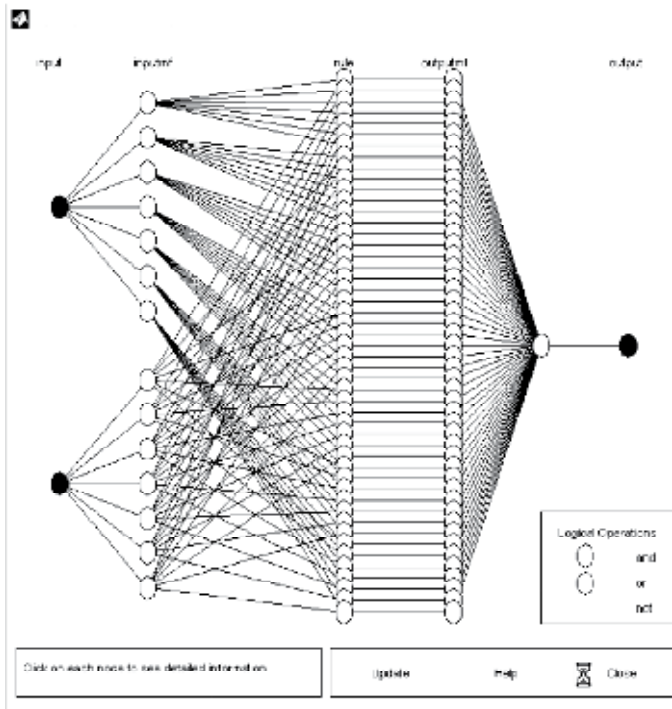 input inputmf rule outputmf output
Logical Operations
and
or
not
Click on each node to see detailed information
Update Help Close